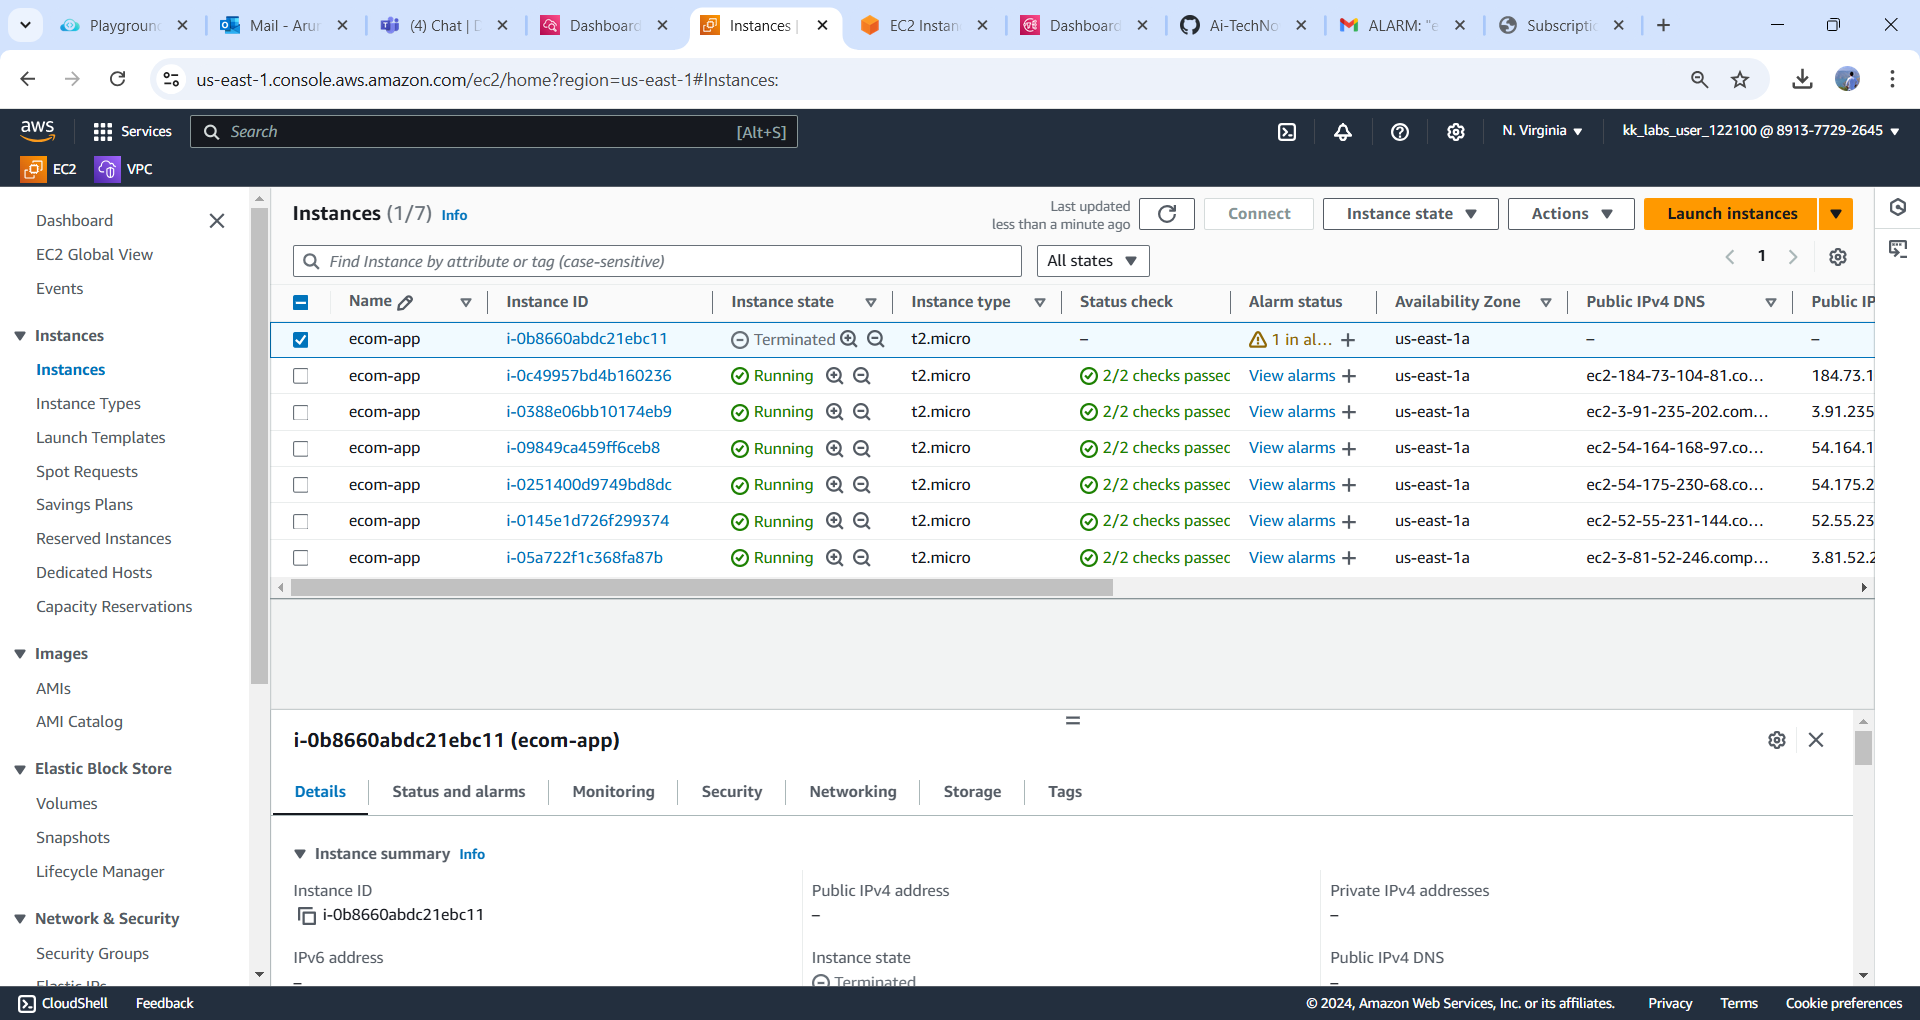 Playgroun
Mail - Arur
(4) Chat | D
Dashboard
Instances |
EC2 Instan
Dashboard
Ai-TechNo
ALARM: "e
Subscriptio
us-east-1.console.aws.amazon.com/ec2/home?region=us-east-1#Instances:
aws
Services
Search
[Alt+S]
N. Virginia
kk_labs_user_122100 @ 8913-7729-2645
EC2
VPC
Dashboard
EC2 Global View
Events
Instances
Instances
Instance Types
Launch Templates
Spot Requests
Savings Plans
Reserved Instances
Dedicated Hosts
Capacity Reservations
Images
AMIs
AMI Catalog
Elastic Block Store
Volumes
Snapshots
Lifecycle Manager
Network & Security
Security Groups
Elastic IPs
Instances (1/7) Info
Last updated
less than a minute ago
Connect
Instance state
Actions
Launch instances
Find Instance by attribute or tag (case-sensitive)
All states
1
Name Instance ID Instance state Instance type Status check Alarm status Availability Zone Public IPv4 DNS Public IP
ecom-app i-0b8660abdc21ebc11 Terminated t2.micro – 1 in al... + us-east-1a – –
ecom-app i-0c49957bd4b160236 Running t2.micro 2/2 checks passed View alarms + us-east-1a ec2-184-73-104-81.co... 184.73.1
ecom-app i-0388e06bb10174eb9 Running t2.micro 2/2 checks passed View alarms + us-east-1a ec2-3-91-235-202.com... 3.91.235
ecom-app i-09849ca459ff6ceb8 Running t2.micro 2/2 checks passed View alarms + us-east-1a ec2-54-164-168-97.co... 54.164.1
ecom-app i-0251400d9749bd8dc Running t2.micro 2/2 checks passed View alarms + us-east-1a ec2-54-175-230-68.co... 54.175.2
ecom-app i-0145e1d726f299374 Running t2.micro 2/2 checks passed View alarms + us-east-1a ec2-52-55-231-144.co... 52.55.23
ecom-app i-05a722f1c368fa87b Running t2.micro 2/2 checks passed View alarms + us-east-1a ec2-3-81-52-246.comp... 3.81.52.2
i-0b8660abdc21ebc11 (ecom-app)
Details
Status and alarms
Monitoring
Security
Networking
Storage
Tags
Instance summary Info
Instance ID
i-0b8660abdc21ebc11
Public IPv4 address
–
Private IPv4 addresses
–
IPv6 address
–
Instance state
Terminated
Public IPv4 DNS
–
CloudShell
Feedback
© 2024, Amazon Web Services, Inc. or its affiliates.
Privacy
Terms
Cookie preferences